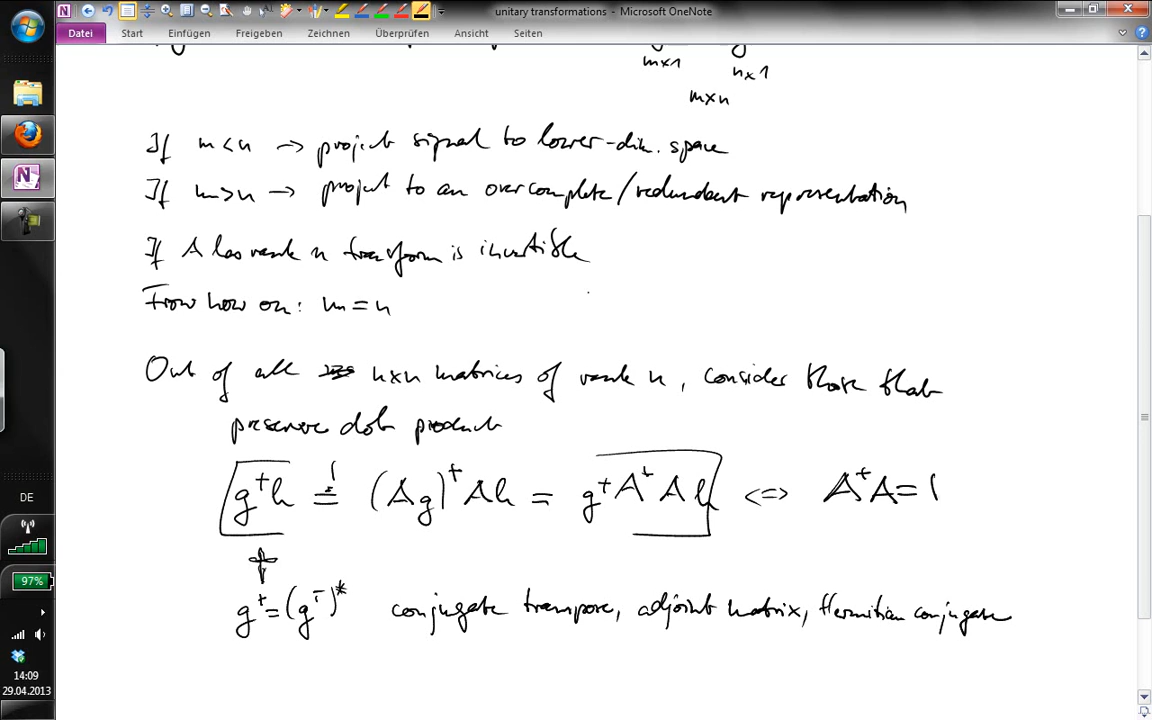 unitary transformations - Microsoft OneNote
Datei Start Einfügen Freigeben Zeichnen Überprüfen Ansicht Seiten
m×1 n×1
m×n
If m<n → project signal to lower-dim. space
If m>n → project to an overcomplete/redundant representation
If A has rank n transform is invertible
From now on: m=n
Out of all n×n matrices of rank n, consider those that
preserve dot product
g⁺h != (Ag)⁺Ah = g⁺A⁺Ah <=> A⁺A=1
g⁺=(gᵀ)* conjugate transpose, adjoint matrix, Hermitian conjugate
DE
97%
14:09
29.04.2013